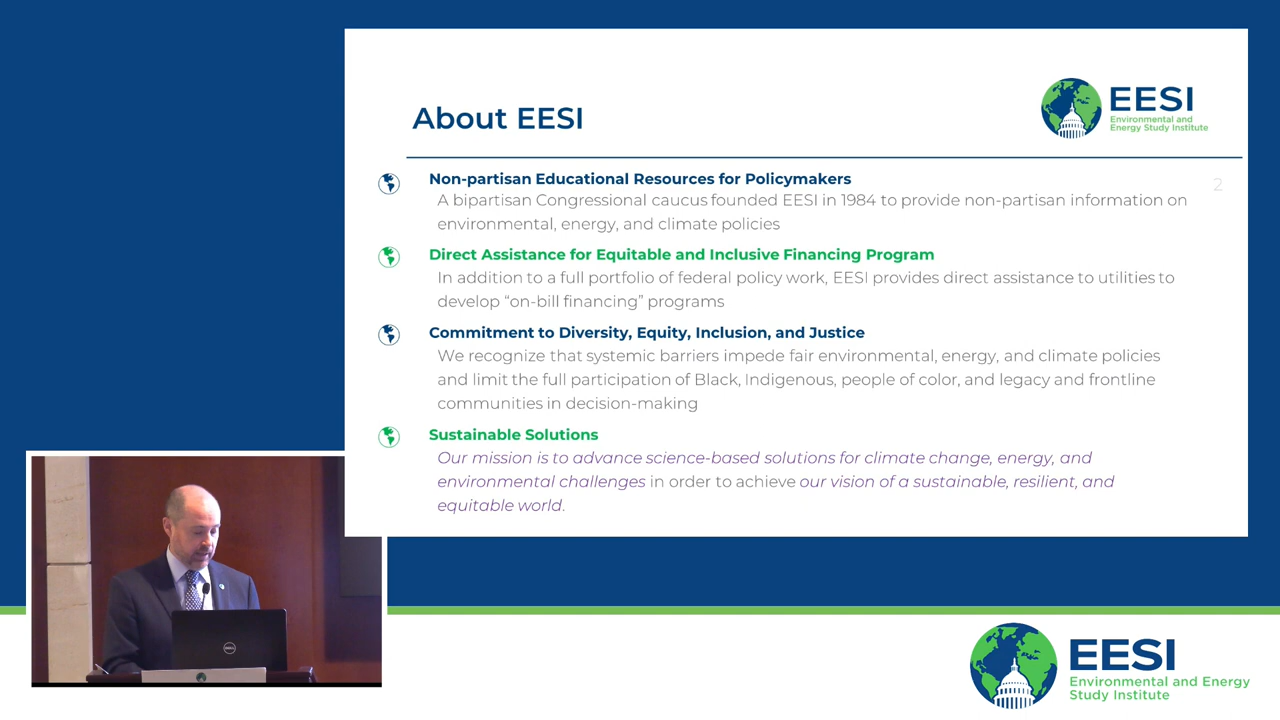 About EESI
EESI
Environmental and
Energy Study Institute
2
Non-partisan Educational Resources for Policymakers
A bipartisan Congressional caucus founded EESI in 1984 to provide non-partisan information on
environmental, energy, and climate policies
Direct Assistance for Equitable and Inclusive Financing Program
In addition to a full portfolio of federal policy work, EESI provides direct assistance to utilities to
develop “on-bill financing” programs
Commitment to Diversity, Equity, Inclusion, and Justice
We recognize that systemic barriers impede fair environmental, energy, and climate policies
and limit the full participation of Black, Indigenous, people of color, and legacy and frontline
communities in decision-making
Sustainable Solutions
Our mission is to advance science-based solutions for climate change, energy, and
environmental challenges in order to achieve our vision of a sustainable, resilient, and
equitable world.
DELL
EESI
Environmental and Energy
Study Institute